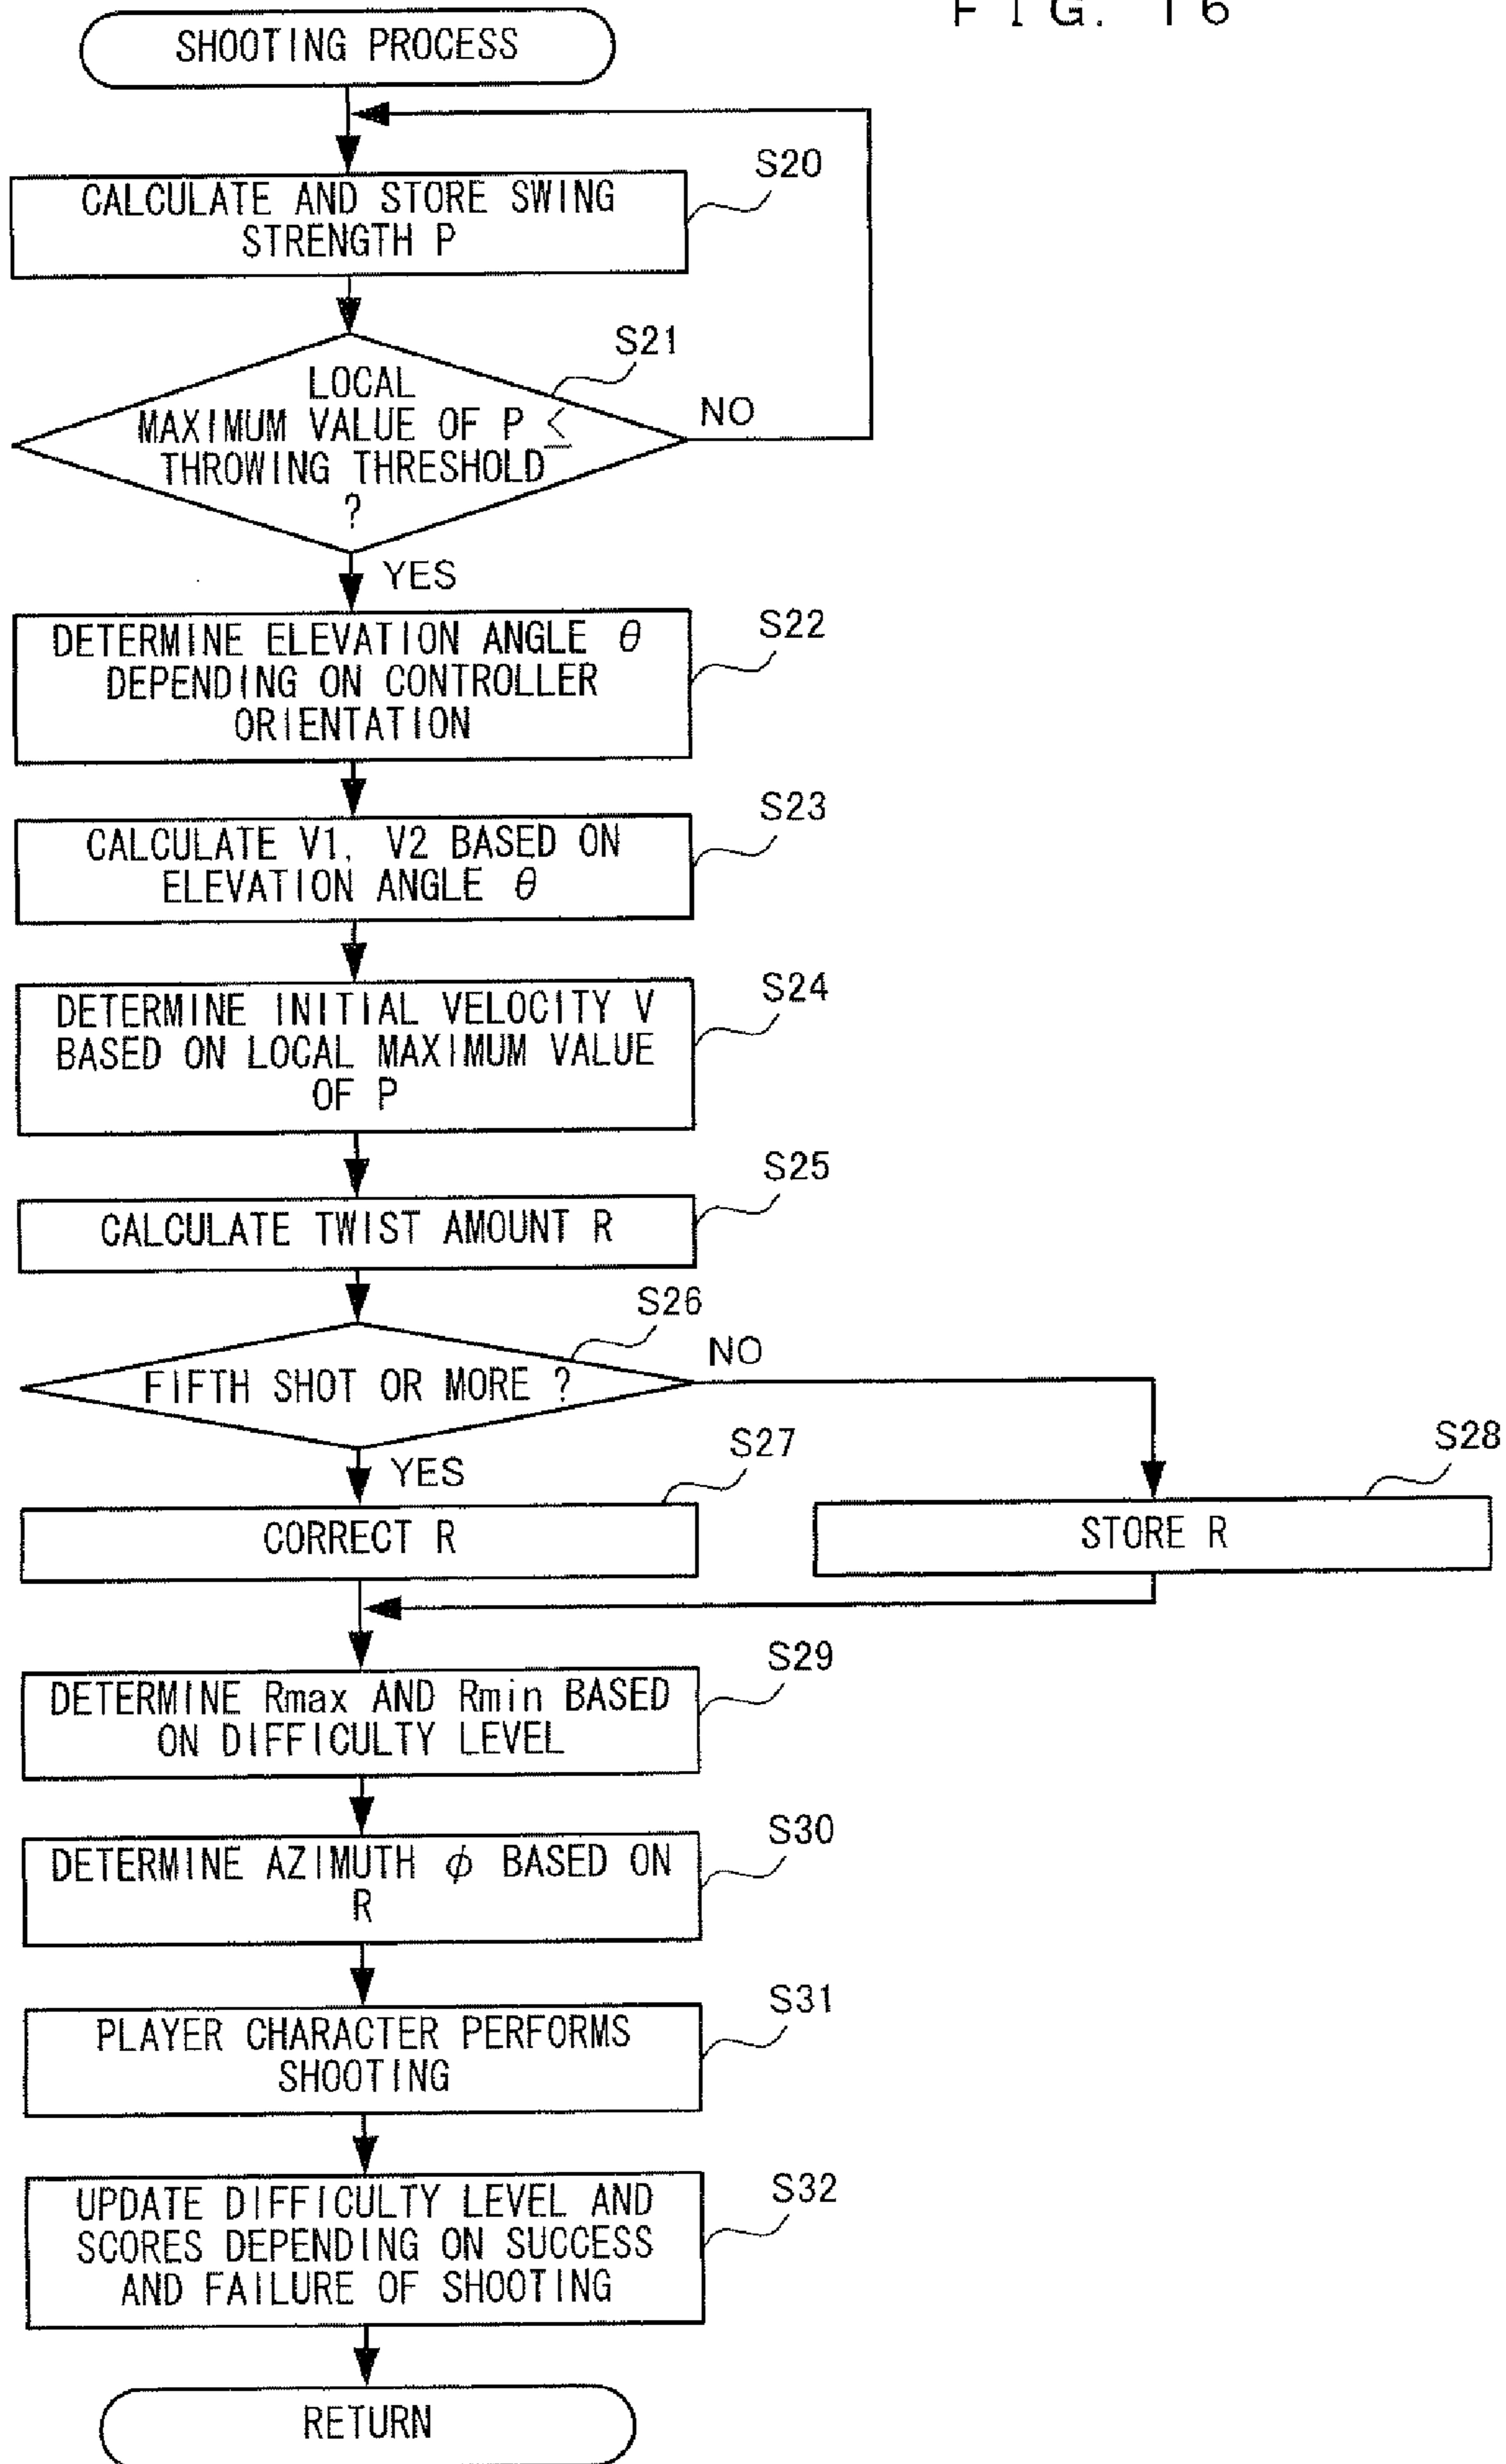 FIG. 16
SHOOTING PROCESS
S20
CALCULATE AND STORE SWING
STRENGTH P
S21
LOCAL
MAXIMUM VALUE OF P ≤
THROWING THRESHOLD
?
NO
YES
S22
DETERMINE ELEVATION ANGLE θ
DEPENDING ON CONTROLLER
ORIENTATION
S23
CALCULATE V1, V2 BASED ON
ELEVATION ANGLE θ
S24
DETERMINE INITIAL VELOCITY V
BASED ON LOCAL MAXIMUM VALUE
OF P
S25
CALCULATE TWIST AMOUNT R
S26
FIFTH SHOT OR MORE ?
NO
YES
S27
CORRECT R
S28
STORE R
S29
DETERMINE Rmax AND Rmin BASED
ON DIFFICULTY LEVEL
S30
DETERMINE AZIMUTH φ BASED ON
R
S31
PLAYER CHARACTER PERFORMS
SHOOTING
S32
UPDATE DIFFICULTY LEVEL AND
SCORES DEPENDING ON SUCCESS
AND FAILURE OF SHOOTING
RETURN